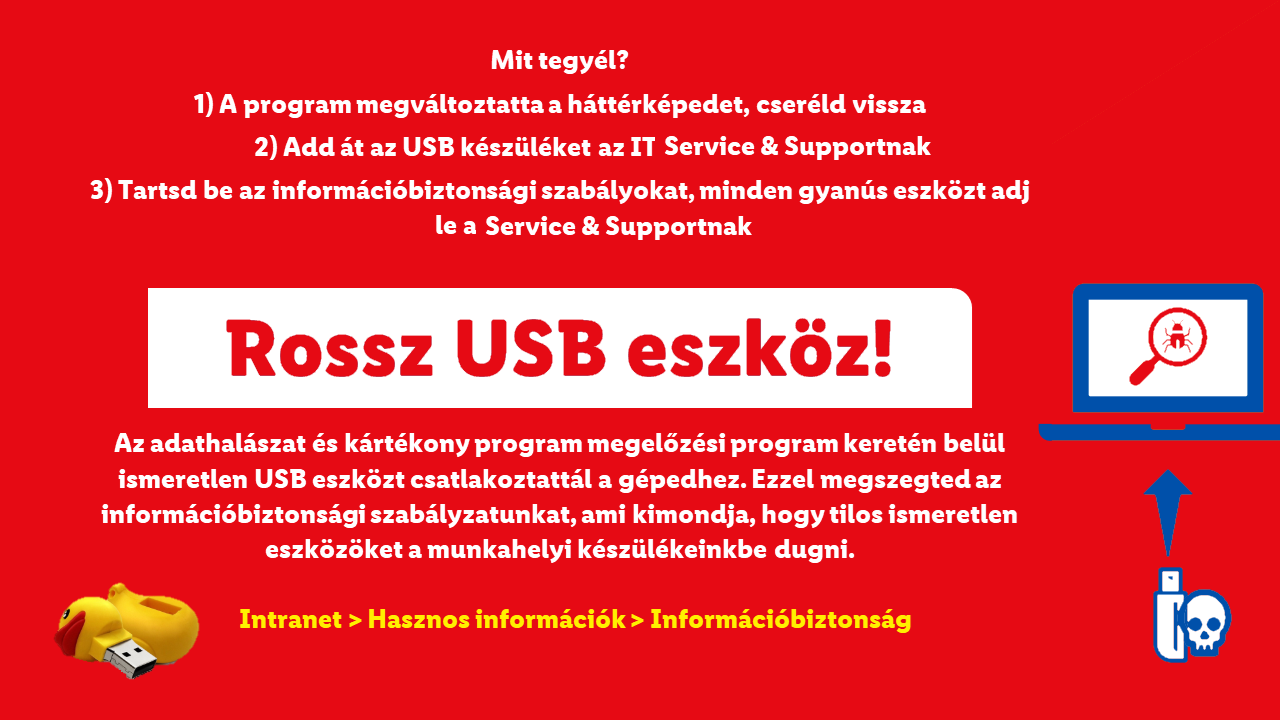 Mit tegyél?
1) A program megváltoztatta a háttérképedet, cseréld vissza
2) Add át az USB készüléket az IT Service & Supportnak
3) Tartsd be az információbiztonsági szabályokat, minden gyanús eszközt adj
le a Service & Supportnak
Rossz USB eszköz!
Az adathalászat és kártékony program megelőzési program keretén belül
ismeretlen USB eszközt csatlakoztattál a gépedhez. Ezzel megszegted az
információbiztonsági szabályzatunkat, ami kimondja, hogy tilos ismeretlen
eszközöket a munkahelyi készülékeinkbe dugni.
Intranet > Hasznos információk > Információbiztonság